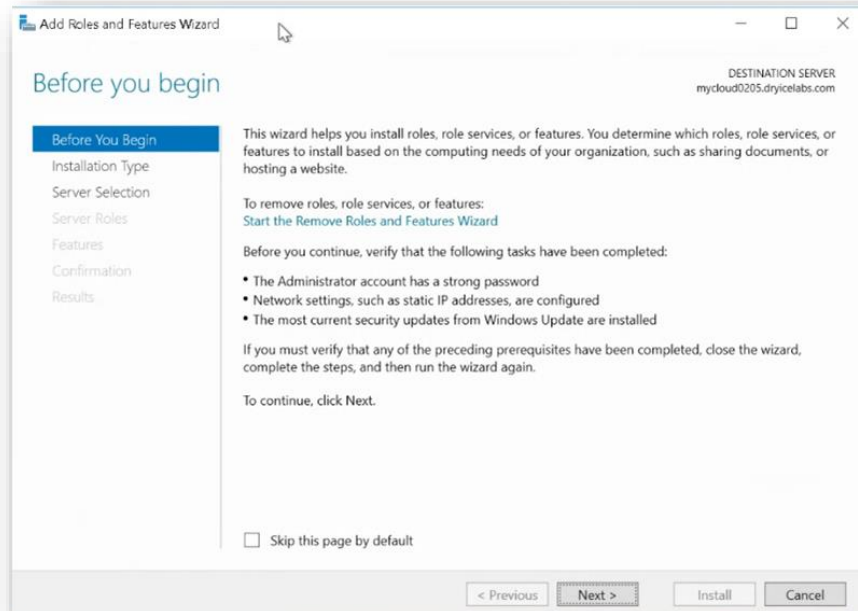 Add Roles and Features Wizard
Before you begin
DESTINATION SERVER
mycloud0205.dryicelabs.com
Before You Begin
Installation Type
Server Selection
Server Roles
Features
Confirmation
Results
This wizard helps you install roles, role services, or features. You determine which roles, role services, or
features to install based on the computing needs of your organization, such as sharing documents, or
hosting a website.
To remove roles, role services, or features:
Start the Remove Roles and Features Wizard
Before you continue, verify that the following tasks have been completed:
• The Administrator account has a strong password
• Network settings, such as static IP addresses, are configured
• The most current security updates from Windows Update are installed
If you must verify that any of the preceding prerequisites have been completed, close the wizard,
complete the steps, and then run the wizard again.
To continue, click Next.
Skip this page by default
< Previous
Next >
Install
Cancel